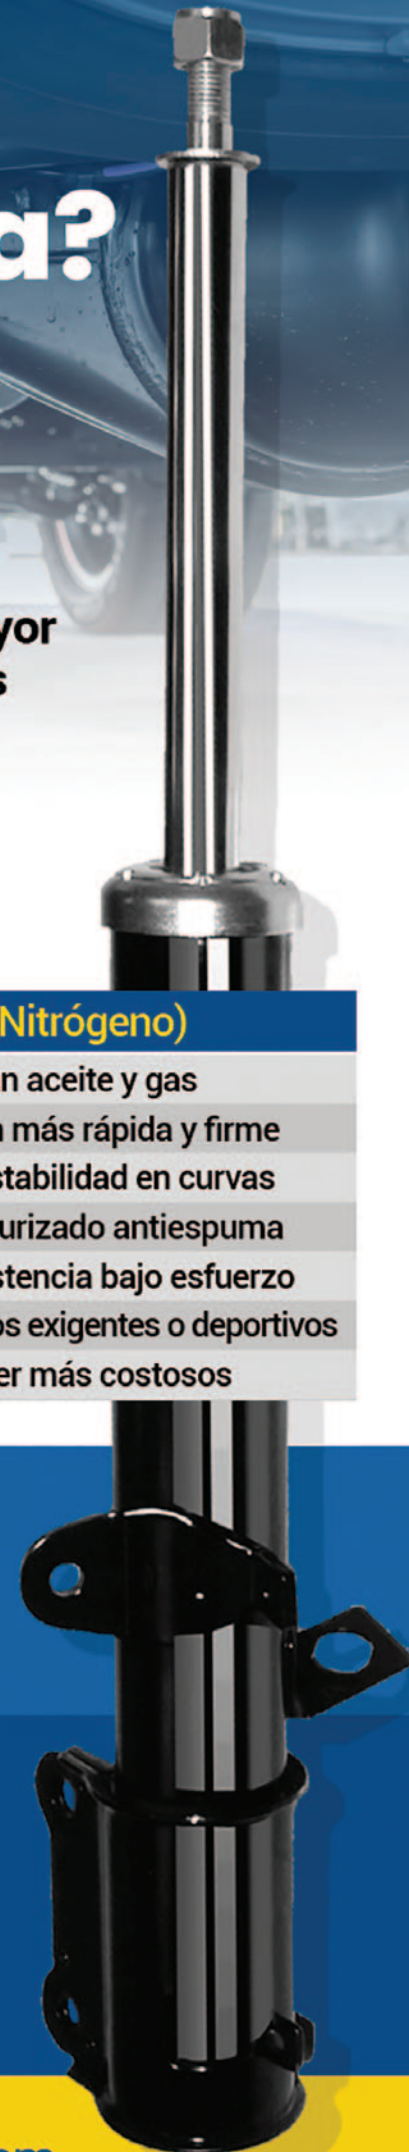 a?
yor
s
Nitrógeno)
n aceite y gas
n más rápida y firme
stabilidad en curvas
urizado antiespuma
stencia bajo esfuerzo
os exigentes o deportivos
er más costosos